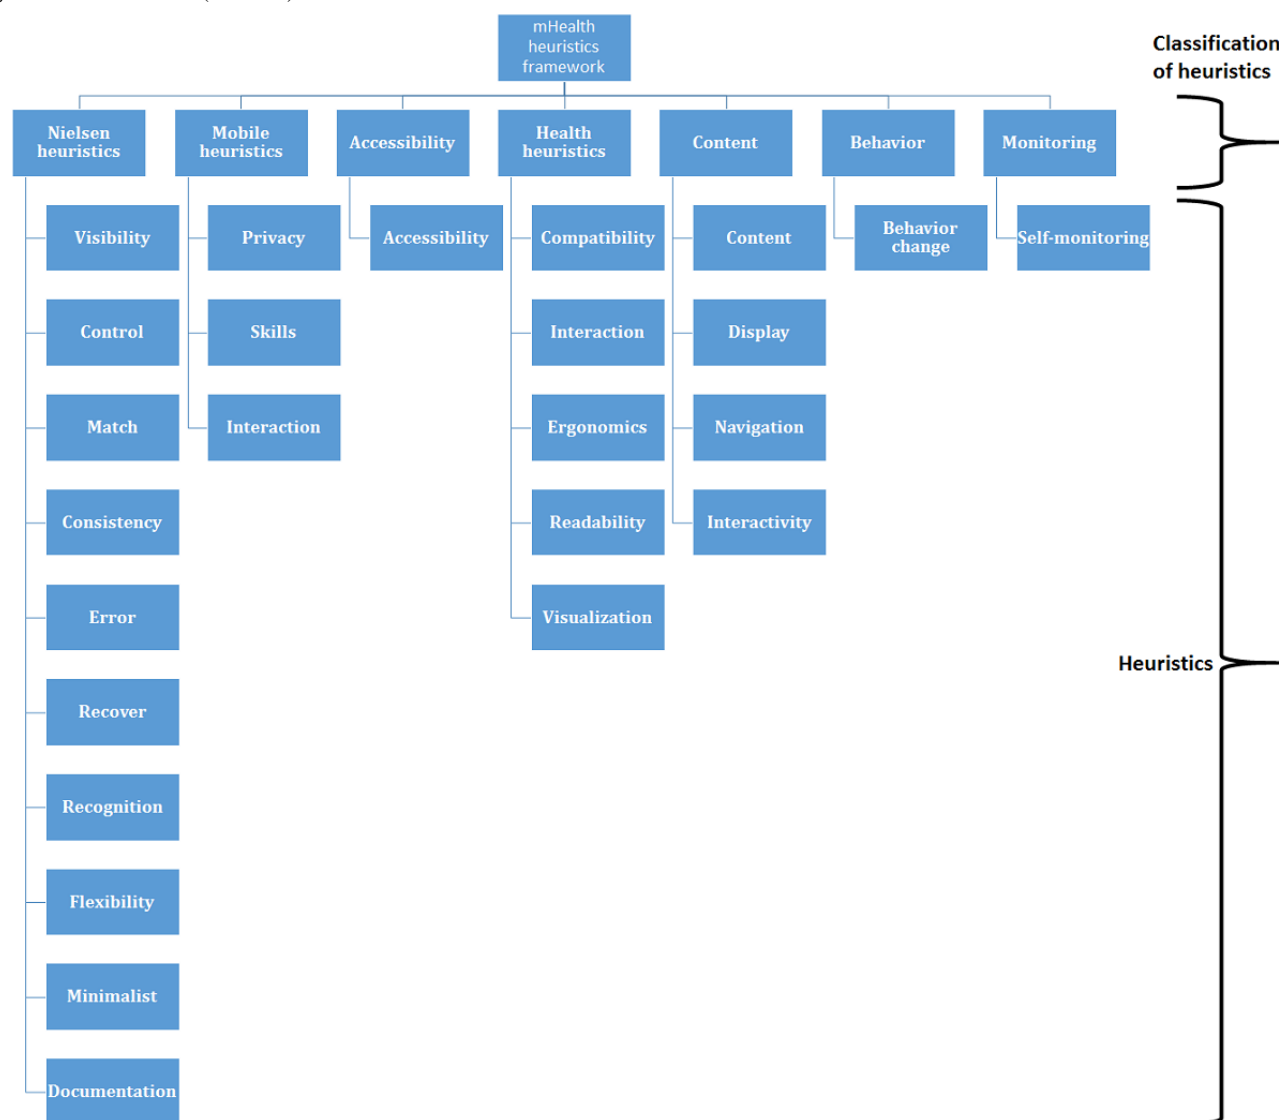 mHealth
heuristics
framework
Classification
of heuristics
Nielsen
heuristics
Mobile
heuristics
Accessibility
Health
heuristics
Content
Behavior
Monitoring
Visibility
Privacy
Accessibility
Compatibility
Content
Behavior
change
Self-monitoring
Control
Skills
Interaction
Display
Match
Interaction
Ergonomics
Navigation
Consistency
Readability
Interactivity
Error
Visualization
Heuristics
Recover
Recognition
Flexibility
Minimalist
Documentation